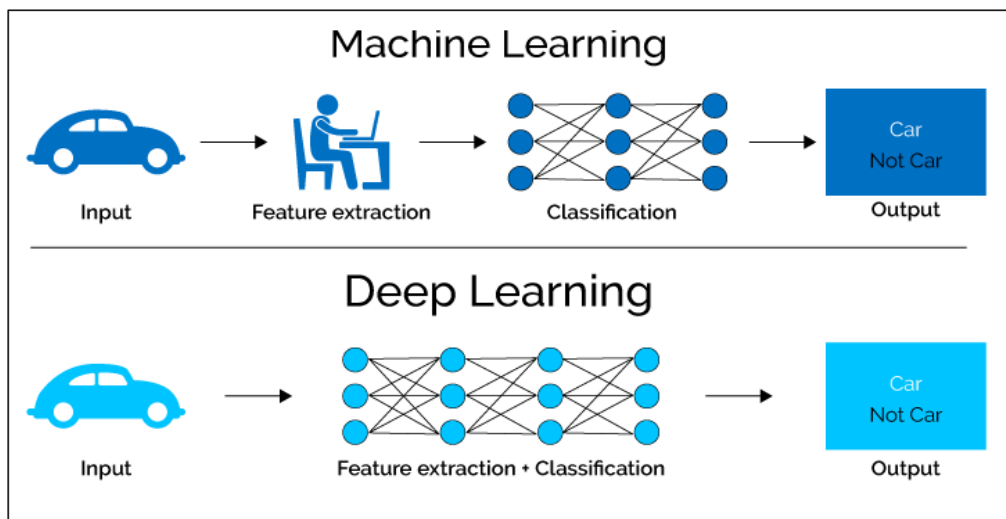 Machine Learning
Car
Not Car
Input
Feature extraction
Classification
Output
Deep Learning
Car
Not Car
Input
Feature extraction + Classification
Output